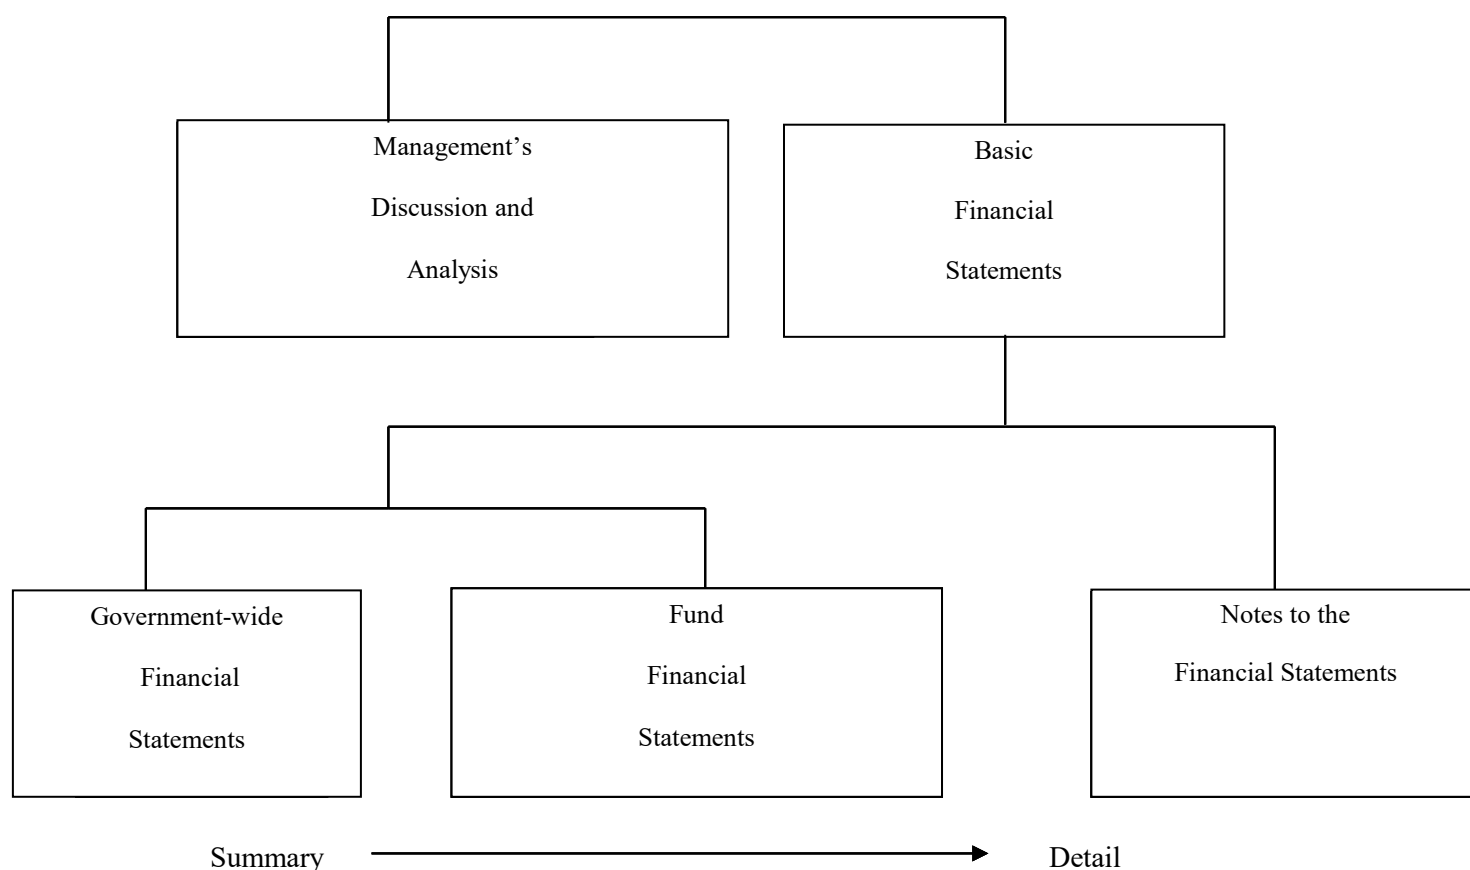 Management’s
Discussion and
Analysis
Basic
Financial
Statements
Government-wide
Financial
Statements
Fund
Financial
Statements
Notes to the
Financial Statements
Summary
Detail